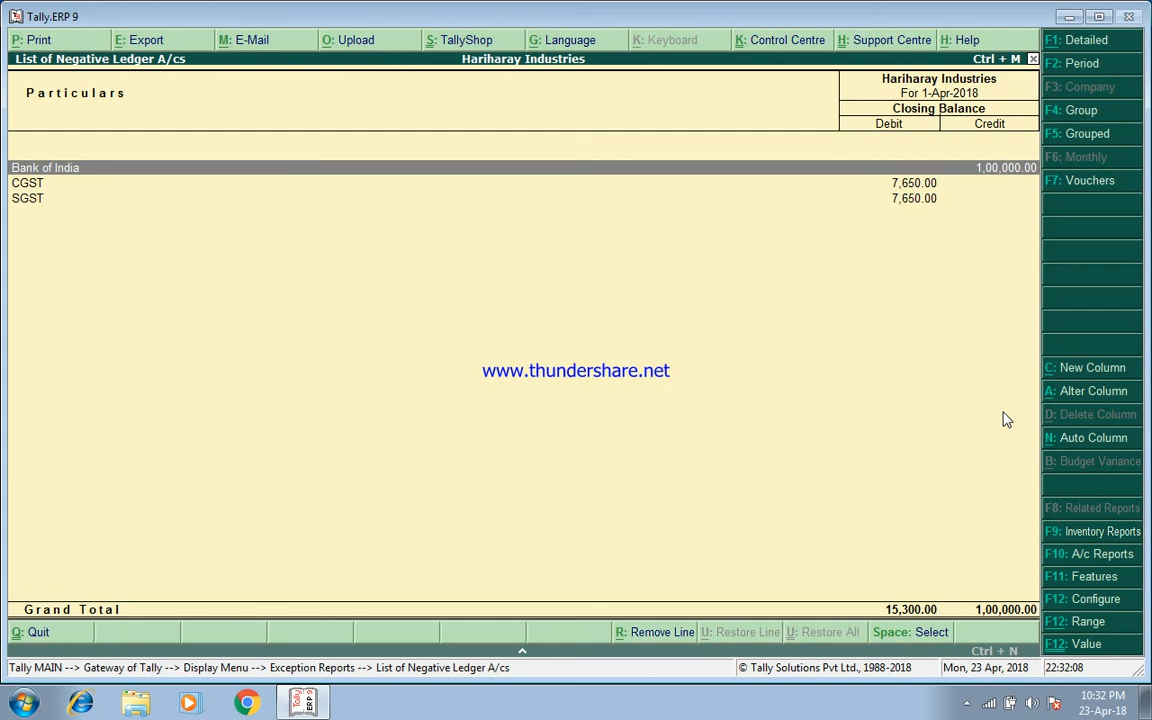 Tally.ERP 9
P: Print E: Export M: E-Mail O: Upload S: TallyShop G: Language K: Keyboard K: Control Centre H: Support Centre H: Help
List of Negative Ledger A/cs Hariharay Industries Ctrl + M
Particulars
Hariharay Industries
For 1-Apr-2018
Closing Balance
Debit Credit
Bank of India 1,00,000.00
CGST 7,650.00
SGST 7,650.00
www.thundershare.net
Grand Total 15,300.00 1,00,000.00
F1: Detailed
F2: Period
F3: Company
F4: Group
F5: Grouped
F6: Monthly
F7: Vouchers
C: New Column
A: Alter Column
D: Delete Column
N: Auto Column
B: Budget Variance
F8: Related Reports
F9: Inventory Reports
F10: A/c Reports
F11: Features
F12: Configure
F12: Range
F12: Value
Q: Quit R: Remove Line U: Restore Line U: Restore All Space: Select
Ctrl + N
Tally MAIN --> Gateway of Tally --> Display Menu --> Exception Reports --> List of Negative Ledger A/cs © Tally Solutions Pvt Ltd., 1988-2018 Mon, 23 Apr, 2018 22:32:08
Tally ERP 9
10:32 PM
23-Apr-18